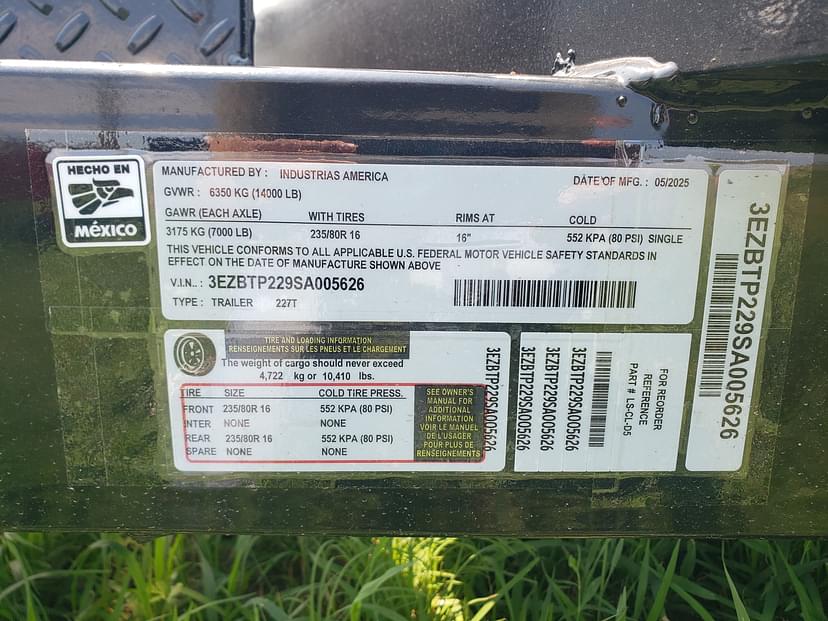 HECHO EN
MÉXICO
MANUFACTURED BY : INDUSTRIAS AMERICA DATE OF MFG. : 05/2025
GVWR : 6350 KG (14000 LB)
GAWR (EACH AXLE) WITH TIRES RIMS AT COLD
3175 KG (7000 LB) 235/80R 16 16" 552 KPA (80 PSI) SINGLE
THIS VEHICLE CONFORMS TO ALL APPLICABLE U.S. FEDERAL MOTOR VEHICLE SAFETY STANDARDS IN
EFFECT ON THE DATE OF MANUFACTURE SHOWN ABOVE
V.I.N.. : 3EZBTP229SA005626
TYPE : TRAILER 227T
TIRE AND LOADING INFORMATION
RENSEIGNEMENTS SUR LES PNEUS ET LE CHARGEMENT
The weight of cargo should never exceed
4,722 kg or 10,410 lbs.
TIRE SIZE COLD TIRE PRESS.
FRONT 235/80R 16 552 KPA (80 PSI)
INTER NONE NONE
REAR 235/80R 16 552 KPA (80 PSI)
SPARE NONE NONE
SEE OWNER'S
MANUAL FOR
ADDITIONAL
INFORMATION
VOIR LE MANUEL
DE L'USAGER
POUR PLUS DE
RENSEIGNEMENTS
3EZBTP229SA005626
3EZBTP229SA005626
3EZBTP229SA005626
3EZBTP229SA005626
FOR REORDER
REFERENCE
PART # LS-CL-05
3EZBTP229SA005626